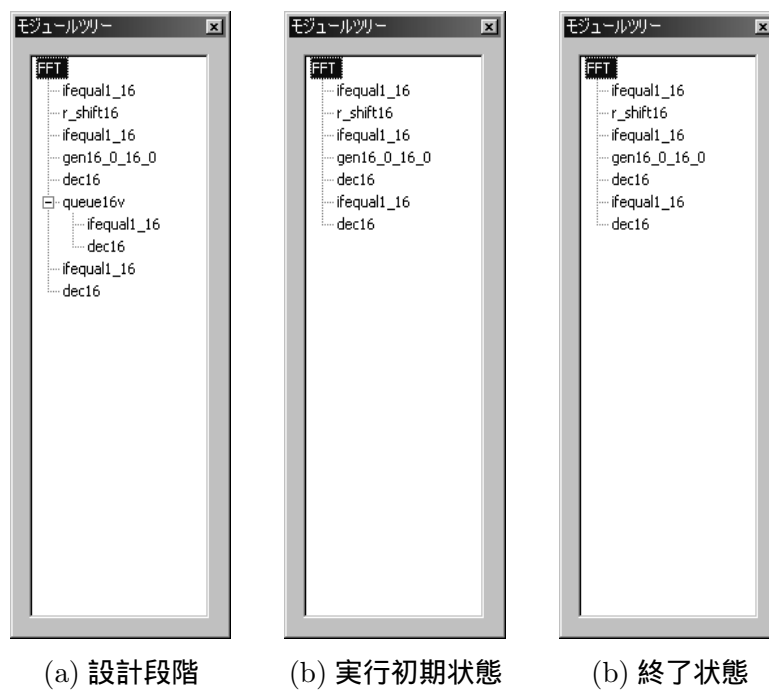 モジュールツリー
FFT
ifequal1_16
r_shift16
ifequal1_16
gen16_0_16_0
dec16
queue16v
ifequal1_16
dec16
ifequal1_16
dec16
(a) 設計段階
モジュールツリー
FFT
ifequal1_16
r_shift16
ifequal1_16
gen16_0_16_0
dec16
ifequal1_16
dec16
(b) 実行初期状態
モジュールツリー
FFT
ifequal1_16
r_shift16
ifequal1_16
gen16_0_16_0
dec16
ifequal1_16
dec16
(b) 終了状態